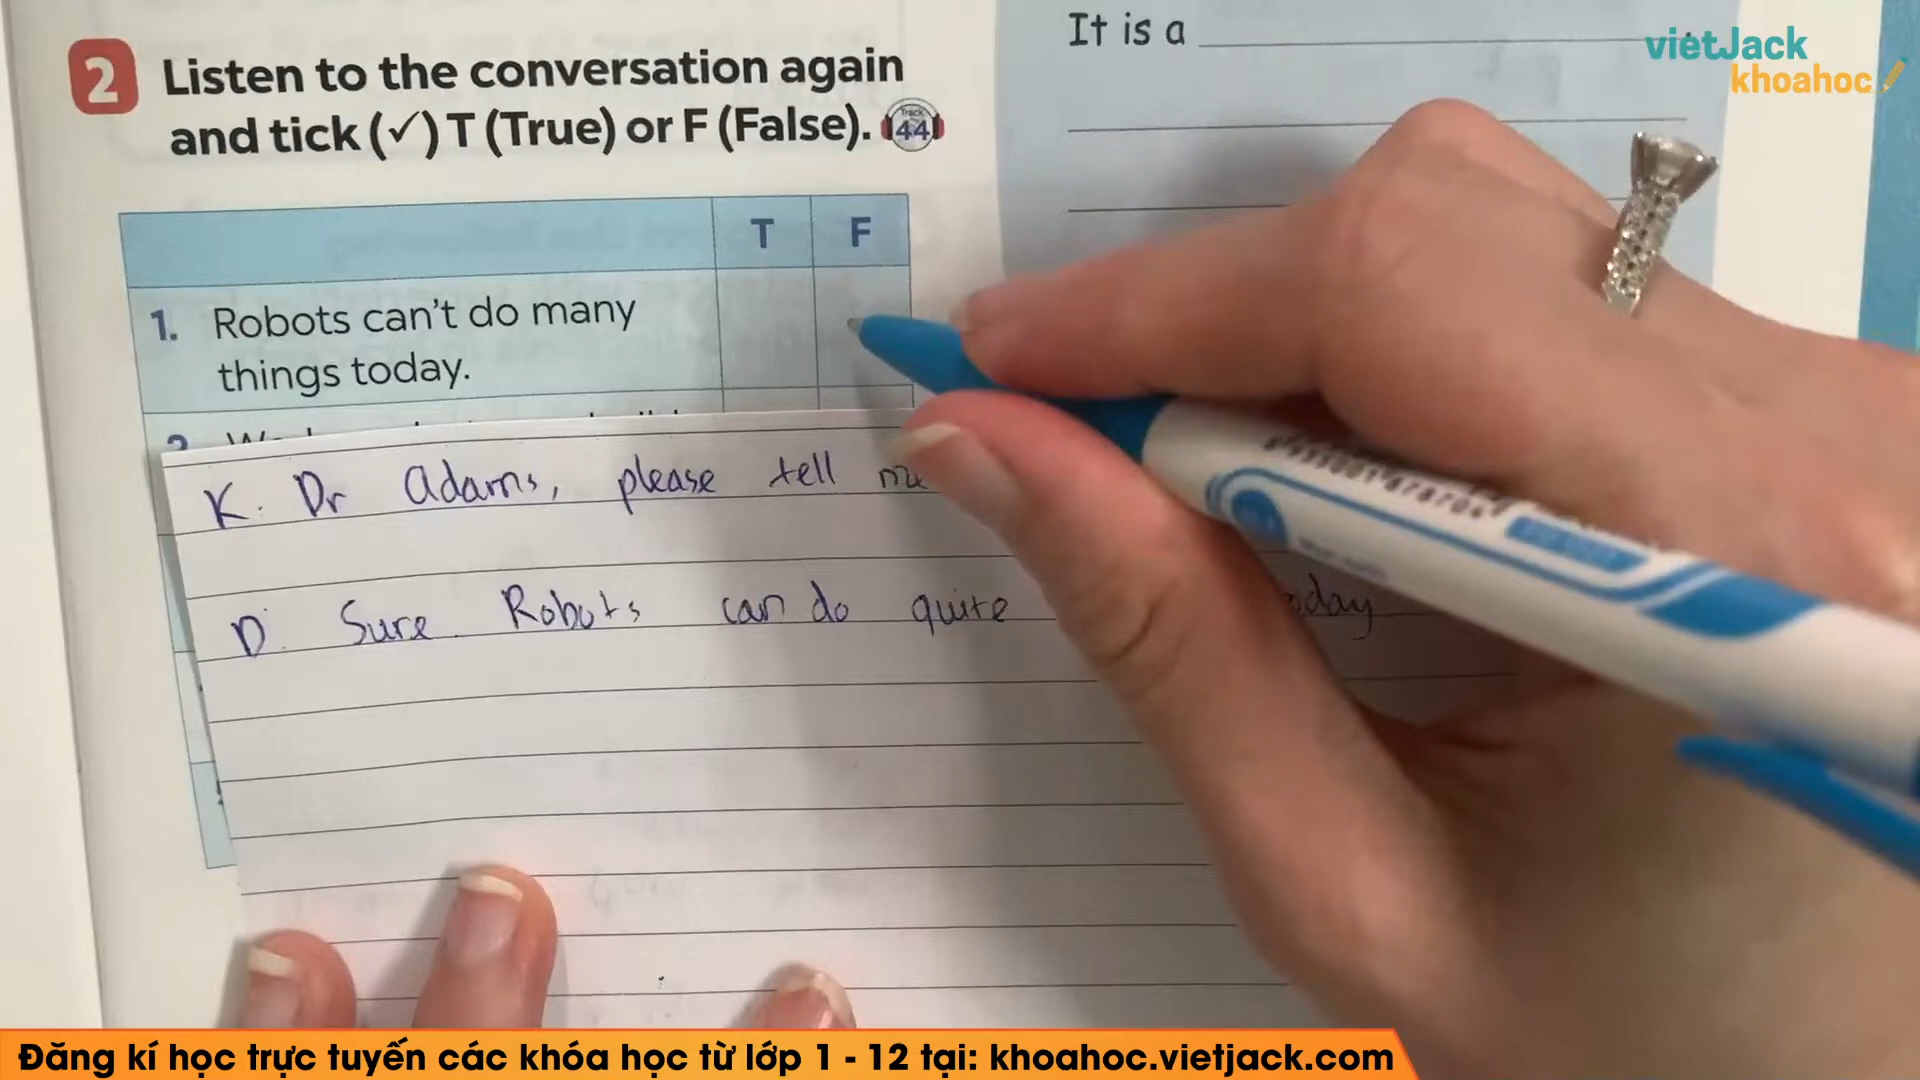 2 Listen to the conversation again
and tick (✓) T (True) or F (False).
Track
44
T F
1. Robots can't do many
things today.
K. Dr Adams, please tell me
D. Sure. Robots can do quite today
It is a
vietJack
khoahoc
Đăng kí học trực tuyến các khóa học từ lớp 1 - 12 tại: khoahoc.vietjack.com